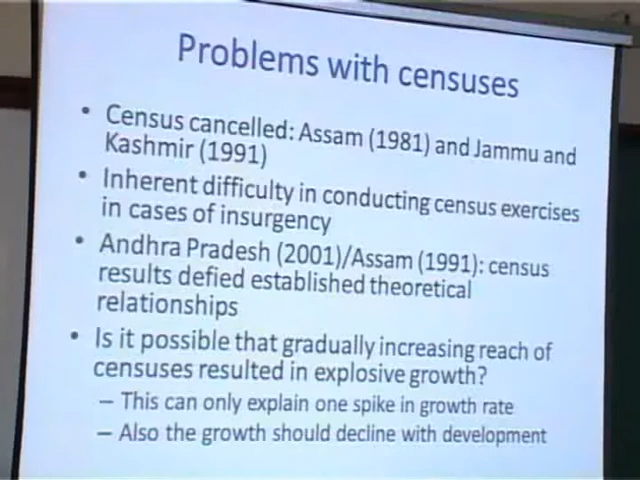 Problems with censuses
• Census cancelled: Assam (1981) and Jammu and
Kashmir (1991)
• Inherent difficulty in conducting census exercises
in cases of insurgency
• Andhra Pradesh (2001)/Assam (1991): census
results defied established theoretical
relationships
• Is it possible that gradually increasing reach of
censuses resulted in explosive growth?
– This can only explain one spike in growth rate
– Also the growth should decline with development